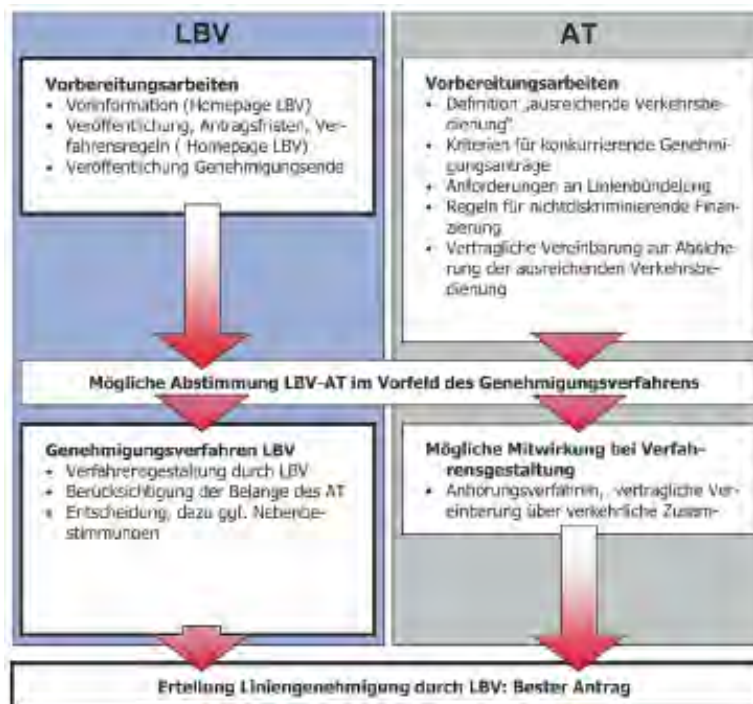 LBV
Vorbereitungsarbeiten
• Vorinformation (Homepage LBV)
• Veröffentlichung, Antragsfristen, Ver-
fahrensregeln ( Homepage LBV)
• Veröffentlichung Genehmigungsende
AT
Vorbereitungsarbeiten
• Definition „ausreichende Verkehrsbe-
dienung"
• Kriterien für konkurrierende Genehmi-
gungsanträge
• Anforderungen an Linienbündelung
• Regeln für nichtdiskriminierende Finan-
zierung
• Vertragliche Vereinbarung zur Absiche-
rung der ausreichenden Verkehrsbe-
dienung
Mögliche Abstimmung LBV-AT im Vorfeld des Genehmigungsverfahrens
Genehmigungsverfahren LBV
• Verfahrensgestaltung durch LBV
• Berücksichtigung der Belange des AT
• Entscheidung, dazu ggf. Nebenbe-
stimmungen
Mögliche Mitwirkung bei Verfah-
rensgestaltung
• Anhörungsverfahren, vertragliche Ver-
einbarung über verkehrliche Zusam-
Erteilung Liniengenehmigung durch LBV: Bester Antrag